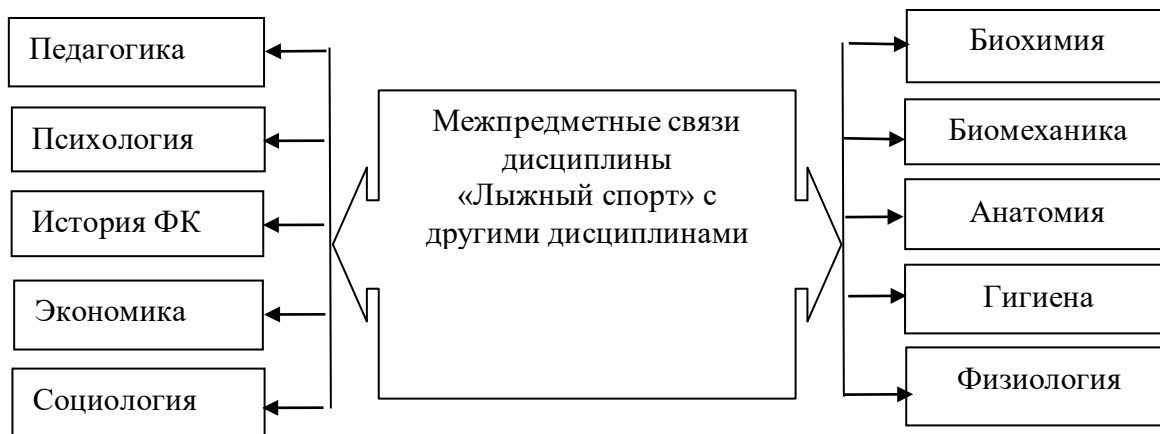 Педагогика
Психология
История ФК
Экономика
Социология
Межпредметные связи
дисциплины
«Лыжный спорт» с
другими дисциплинами
Биохимия
Биомеханика
Анатомия
Гигиена
Физиология